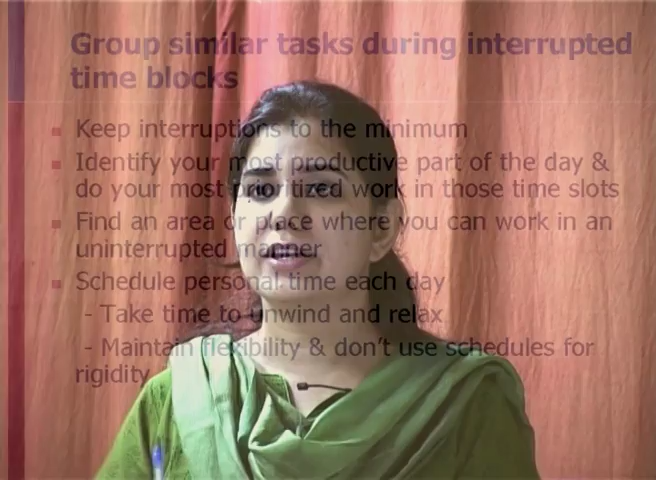 Group similar tasks during interrupted
time blocks
Keep interruptions to the minimum
Identify your most productive part of the day &
do your most timed work in those time slots
Find an area or place where you can work in an
uninterrupted manner
Schedule personal time each day
- Take time to unwind and relax
- Maintain flexibility & don't use schedules for
rigidity